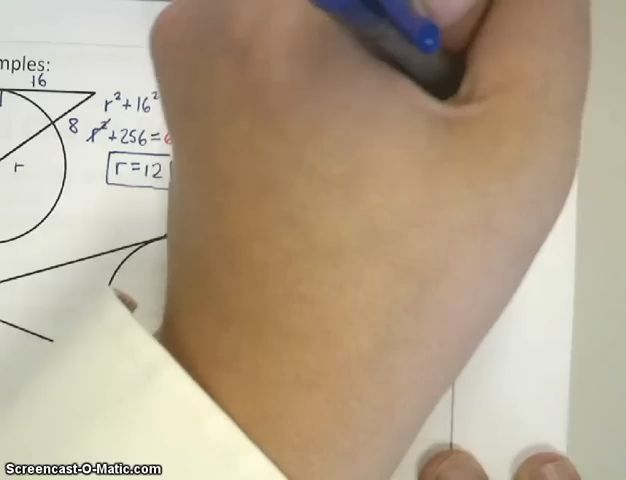 mples:
16
r²+16²
8
r²+256=
r=12
r
Screencast-O-Matic.com